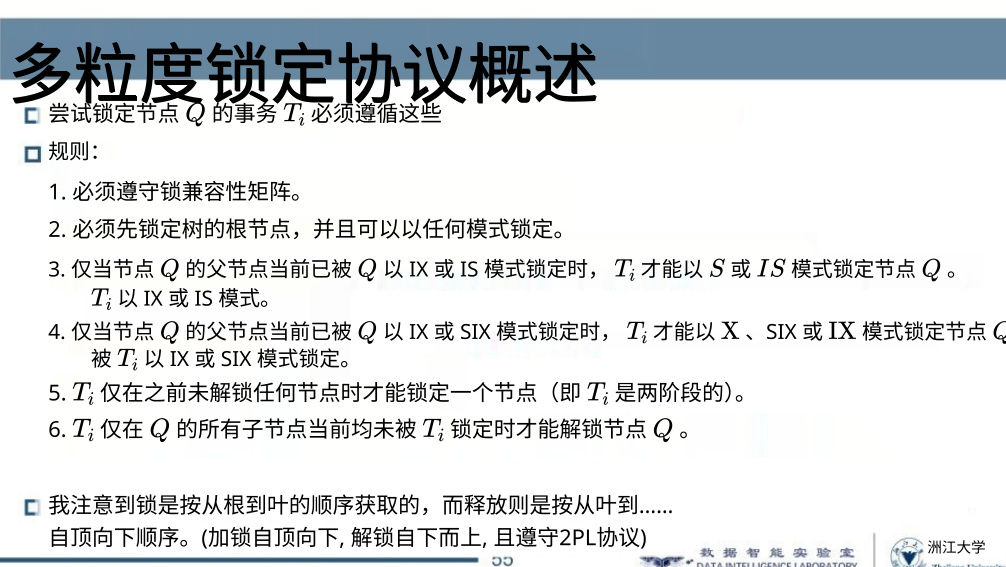 多粒度锁定协议概述
尝试锁定节点 Q 的事务 Ti 必须遵循这些
规则：
1. 必须遵守锁兼容性矩阵。
2. 必须先锁定树的根节点，并且可以以任何模式锁定。
3. 仅当节点 Q 的父节点当前已被 Q 以 IX 或 IS 模式锁定时， Ti 才能以 S 或 IS 模式锁定节点 Q 。
Ti 以 IX 或 IS 模式。
4. 仅当节点 Q 的父节点当前已被 Q 以 IX 或 SIX 模式锁定时， Ti 才能以 X 、SIX 或 IX 模式锁定节点 Q
被 Ti 以 IX 或 SIX 模式锁定。
5. Ti 仅在之前未解锁任何节点时才能锁定一个节点（即 Ti 是两阶段的）。
6. Ti 仅在 Q 的所有子节点当前均未被 Ti 锁定时才能解锁节点 Q 。
我注意到锁是按从根到叶的顺序获取的，而释放则是按从叶到......
自顶向下顺序。(加锁自顶向下, 解锁自下而上, 且遵守2PL协议)
数据智能实验室
DATA INTELLIGENCE LABORATORY
洲江大学